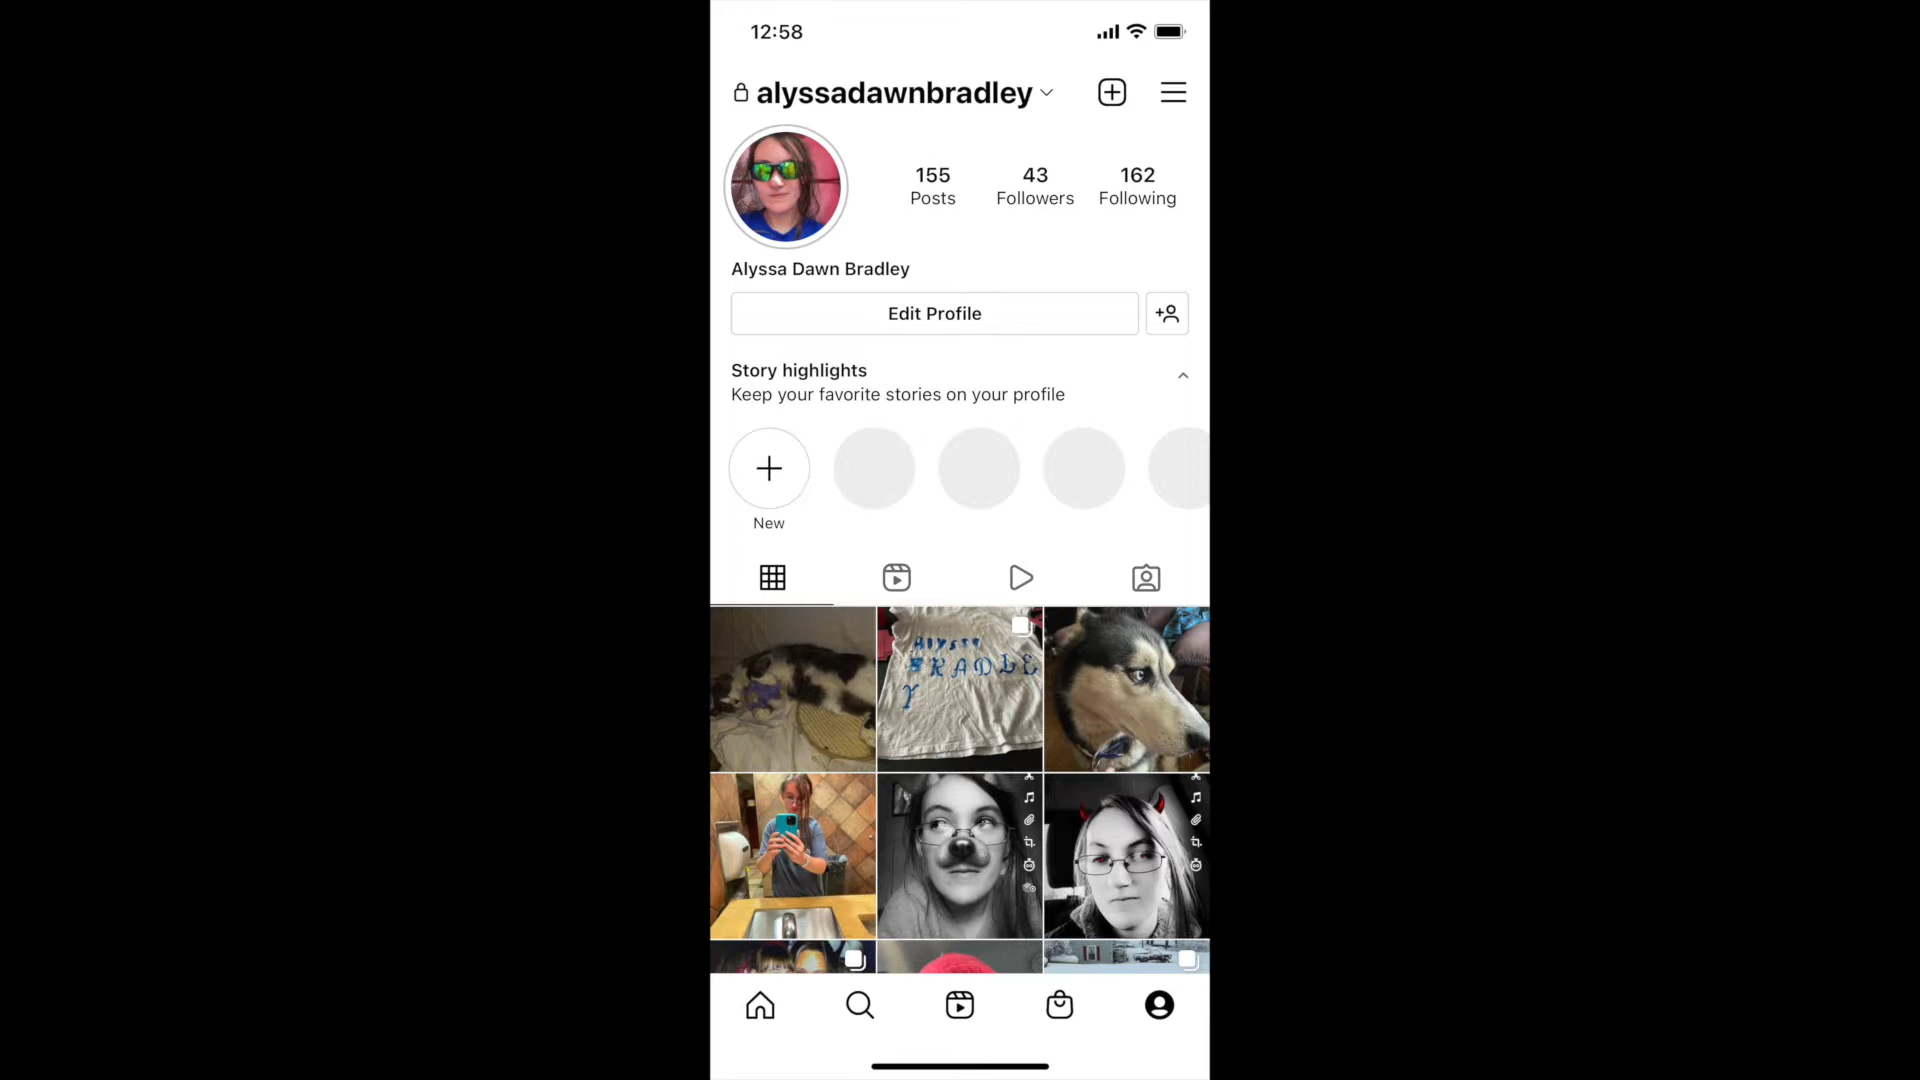 12:58
alyssadawnbradley
155
Posts
43
Followers
162
Following
Alyssa Dawn Bradley
Edit Profile
Story highlights
Keep your favorite stories on your profile
New
BRADLE
Y